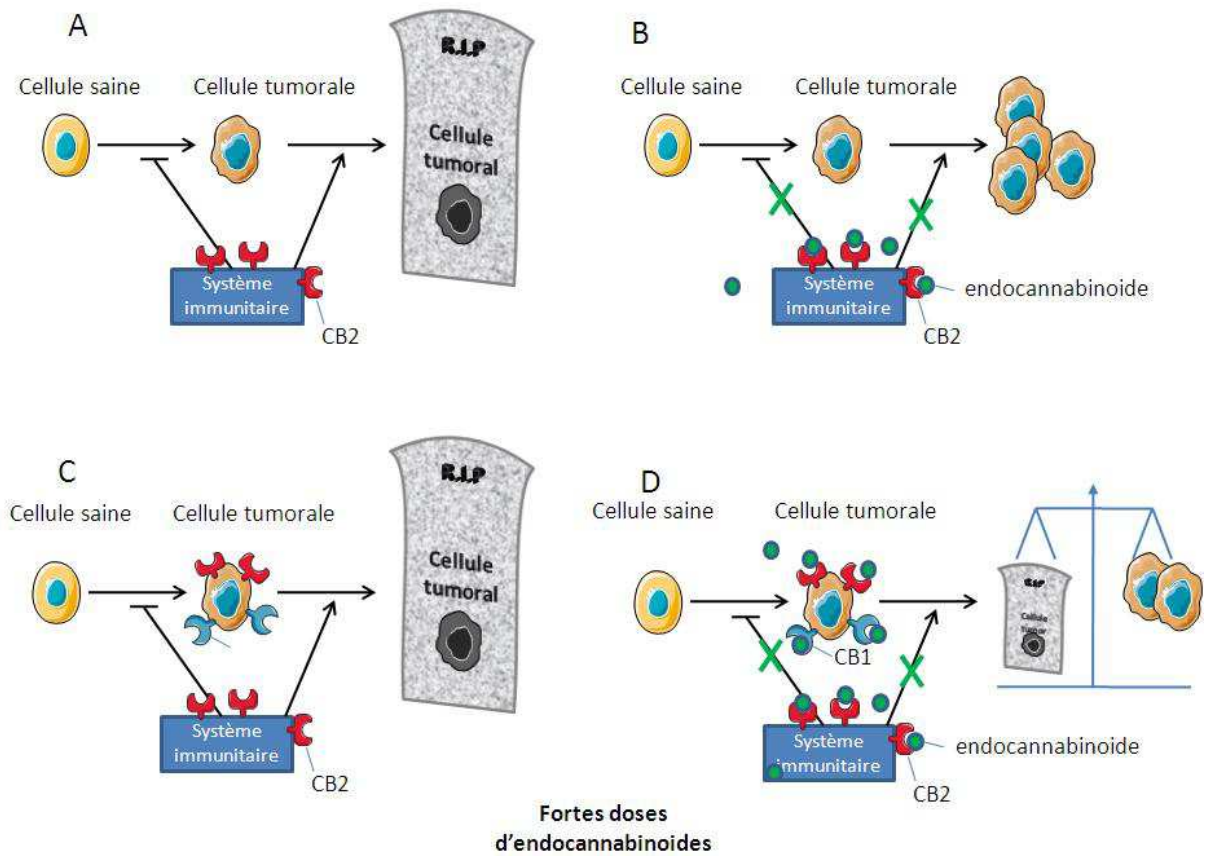 A
Cellule saine
Cellule tumorale
R.I.P
Cellule
tumoral
Système
immunitaire
CB2
B
Cellule saine
Cellule tumorale
Système
immunitaire
endocannabinoide
CB2
C
Cellule saine
Cellule tumorale
R.I.P
Cellule
tumoral
Système
immunitaire
CB2
D
Cellule saine
Cellule tumorale
R.I.P
Cellule
Tumor
CB1
Système
immunitaire
endocannabinoide
CB2
Fortes doses
d'endocannabinoides